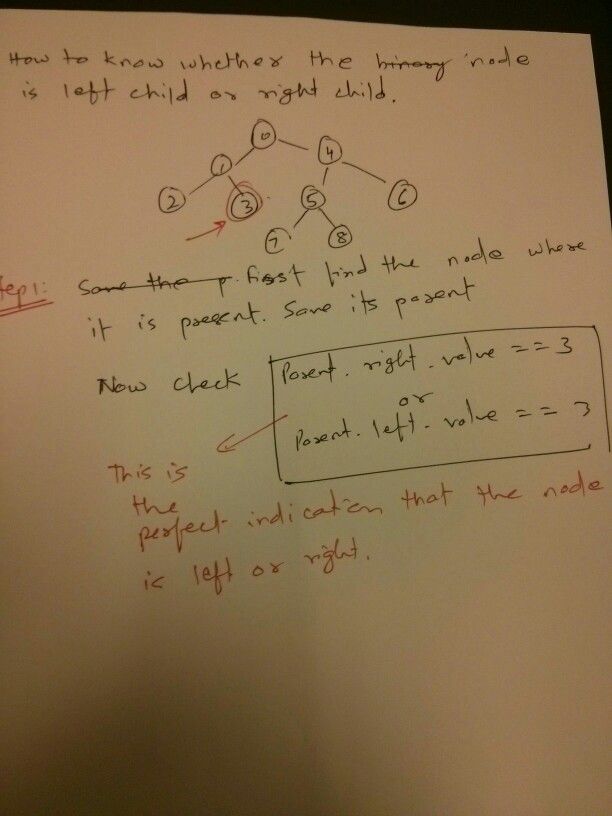 How to know whether the binary node
is left child or right child.
0
1 4
2 3 5 6
7 8
Step1: Save the p first find the node where
it is present. Save its parent
Now check
Parent.right.value == 3
or
Parent.left.value == 3
This is
the
perfect indication that the node
is left or right.